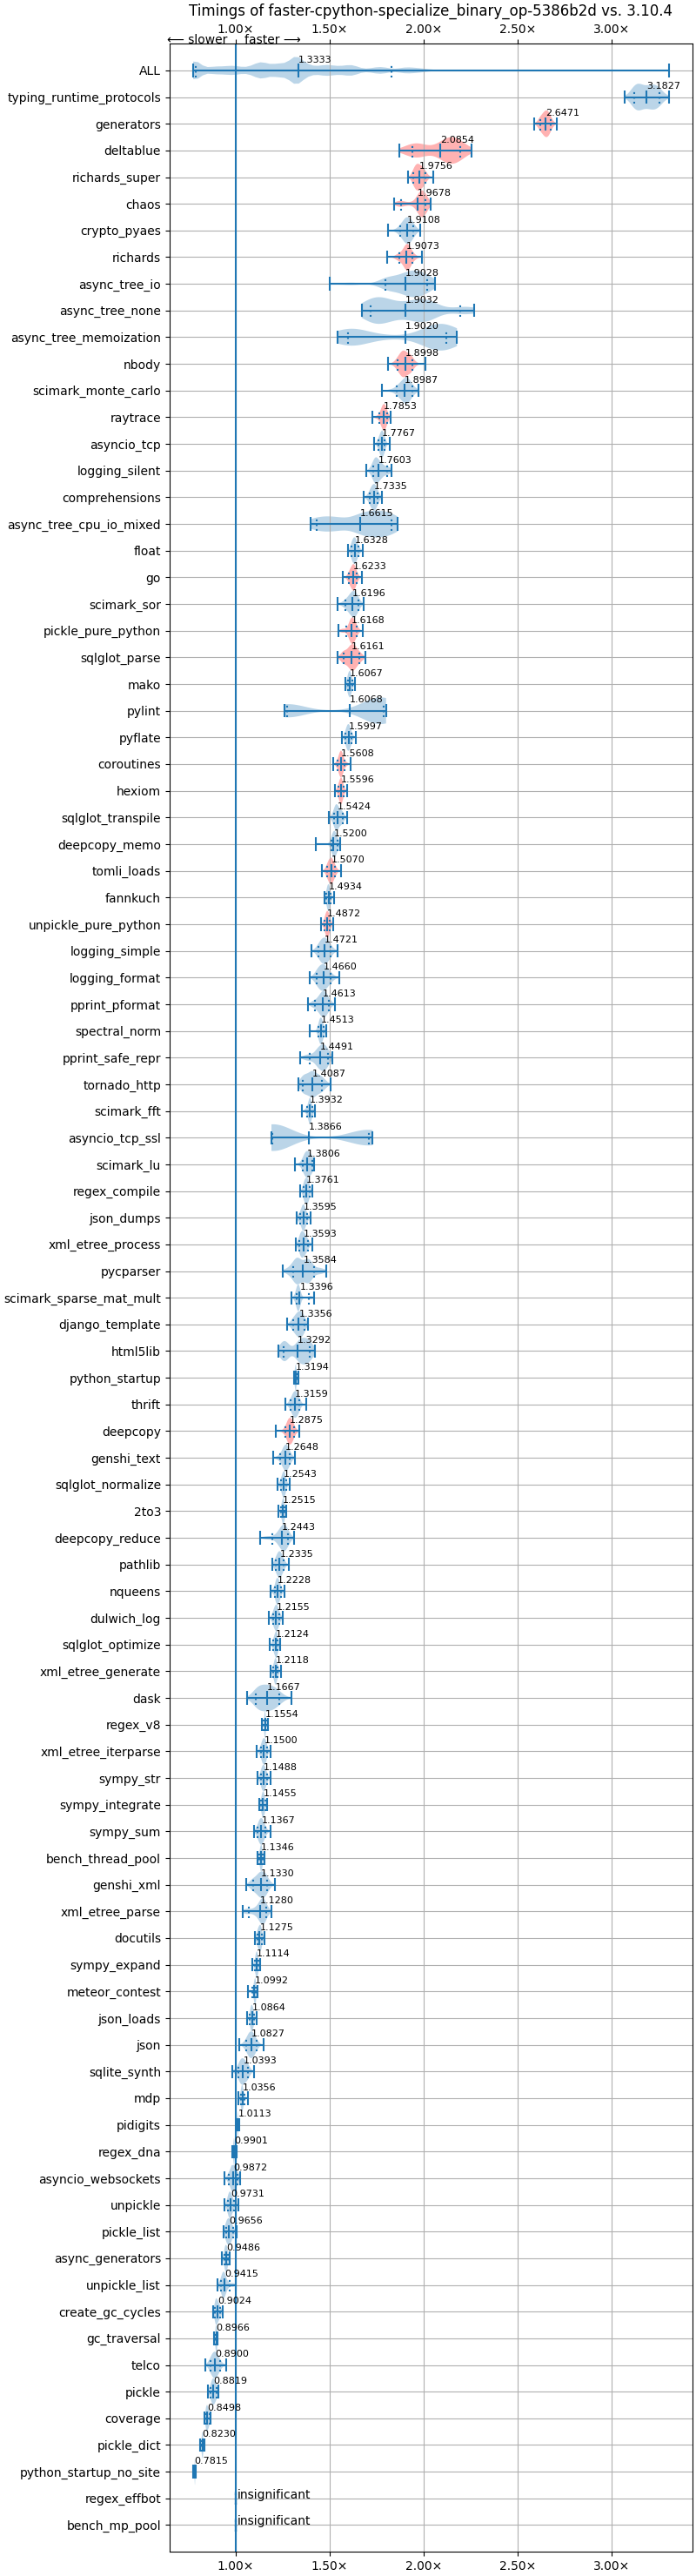 Timings of faster-cpython-specialize_binary_op-5386b2d vs. 3.10.4
1.00× 1.50× 2.00× 2.50× 3.00×
⟵ slower faster ⟶
ALL 1.3333
typing_runtime_protocols 3.1827
generators 2.6471
deltablue 2.0854
richards_super 1.9756
chaos 1.9678
crypto_pyaes 1.9108
richards 1.9073
async_tree_io 1.9028
async_tree_none 1.9032
async_tree_memoization 1.9020
nbody 1.8998
scimark_monte_carlo 1.8987
raytrace 1.7853
asyncio_tcp 1.7767
logging_silent 1.7603
comprehensions 1.7335
async_tree_cpu_io_mixed 1.6615
float 1.6328
go 1.6233
scimark_sor 1.6196
pickle_pure_python 1.6168
sqlglot_parse 1.6161
mako 1.6067
pylint 1.6068
pyflate 1.5997
coroutines 1.5608
hexiom 1.5596
sqlglot_transpile 1.5424
deepcopy_memo 1.5200
tomli_loads 1.5070
fannkuch 1.4934
unpickle_pure_python 1.4872
logging_simple 1.4721
logging_format 1.4660
pprint_pformat 1.4613
spectral_norm 1.4513
pprint_safe_repr 1.4491
tornado_http 1.4087
scimark_fft 1.3932
asyncio_tcp_ssl 1.3866
scimark_lu 1.3806
regex_compile 1.3761
json_dumps 1.3595
xml_etree_process 1.3593
pycparser 1.3584
scimark_sparse_mat_mult 1.3396
django_template 1.3356
html5lib 1.3292
python_startup 1.3194
thrift 1.3159
deepcopy 1.2875
genshi_text 1.2648
sqlglot_normalize 1.2543
2to3 1.2515
deepcopy_reduce 1.2443
pathlib 1.2335
nqueens 1.2228
dulwich_log 1.2155
sqlglot_optimize 1.2124
xml_etree_generate 1.2118
dask 1.1667
regex_v8 1.1554
xml_etree_iterparse 1.1500
sympy_str 1.1488
sympy_integrate 1.1455
sympy_sum 1.1367
bench_thread_pool 1.1346
genshi_xml 1.1330
xml_etree_parse 1.1280
docutils 1.1275
sympy_expand 1.1114
meteor_contest 1.0992
json_loads 1.0864
json 1.0827
sqlite_synth 1.0393
mdp 1.0356
pidigits 1.0113
regex_dna 0.9901
asyncio_websockets 0.9872
unpickle 0.9731
pickle_list 0.9656
async_generators 0.9486
unpickle_list 0.9415
create_gc_cycles 0.9024
gc_traversal 0.8966
telco 0.8900
pickle 0.8819
coverage 0.8498
pickle_dict 0.8230
python_startup_no_site 0.7815
regex_effbot insignificant
bench_mp_pool insignificant
1.00× 1.50× 2.00× 2.50× 3.00×